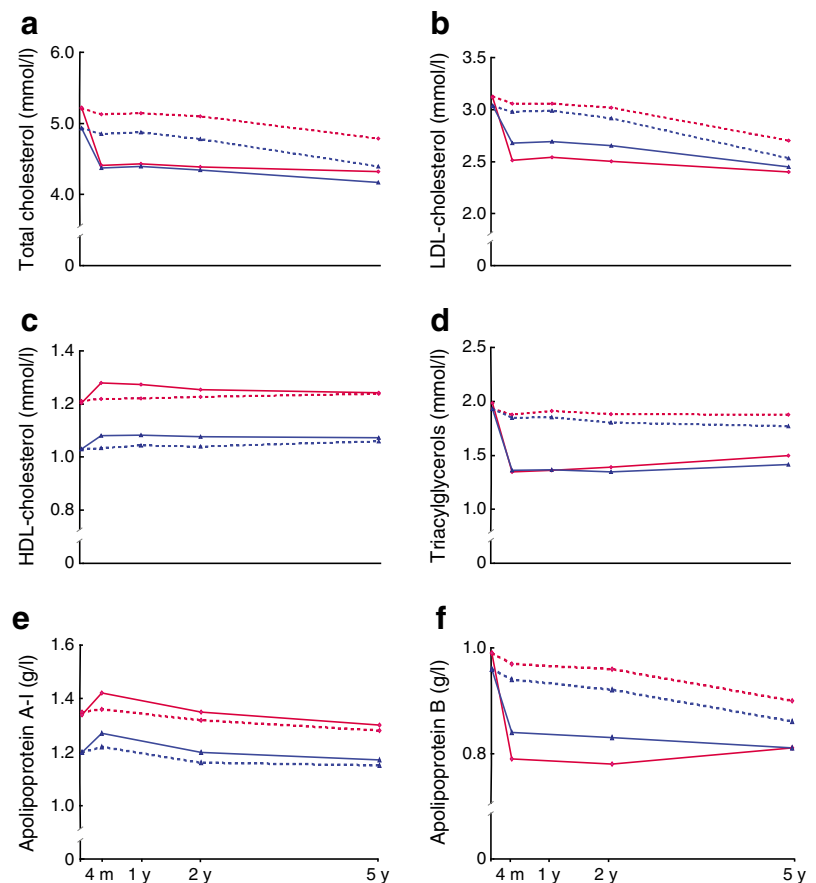 a
Total cholesterol (mmol/l)
6.0
5.0
4.0
0
b
LDL-cholesterol (mmol/l)
3.5
3.0
2.5
2.0
0
c
HDL-cholesterol (mmol/l)
1.4
1.2
1.0
0.8
0
d
Triacylglycerols (mmol/l)
2.5
2.0
1.5
1.0
0
e
Apolipoprotein A-I (g/l)
1.6
1.4
1.2
1.0
0
4 m 1 y 2 y 5 y
f
Apolipoprotein B (g/l)
1.0
0.8
0
4 m 1 y 2 y 5 y